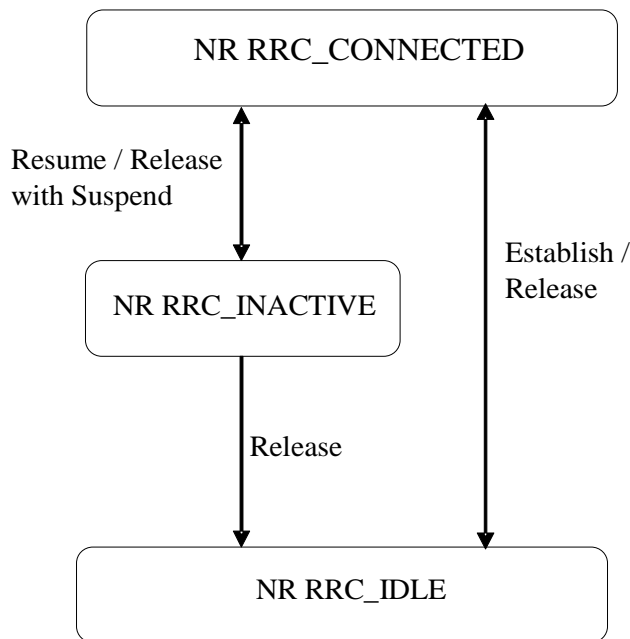 NR RRC_CONNECTED
Resume / Release
with Suspend
Establish /
Release
NR RRC_INACTIVE
Release
NR RRC_IDLE